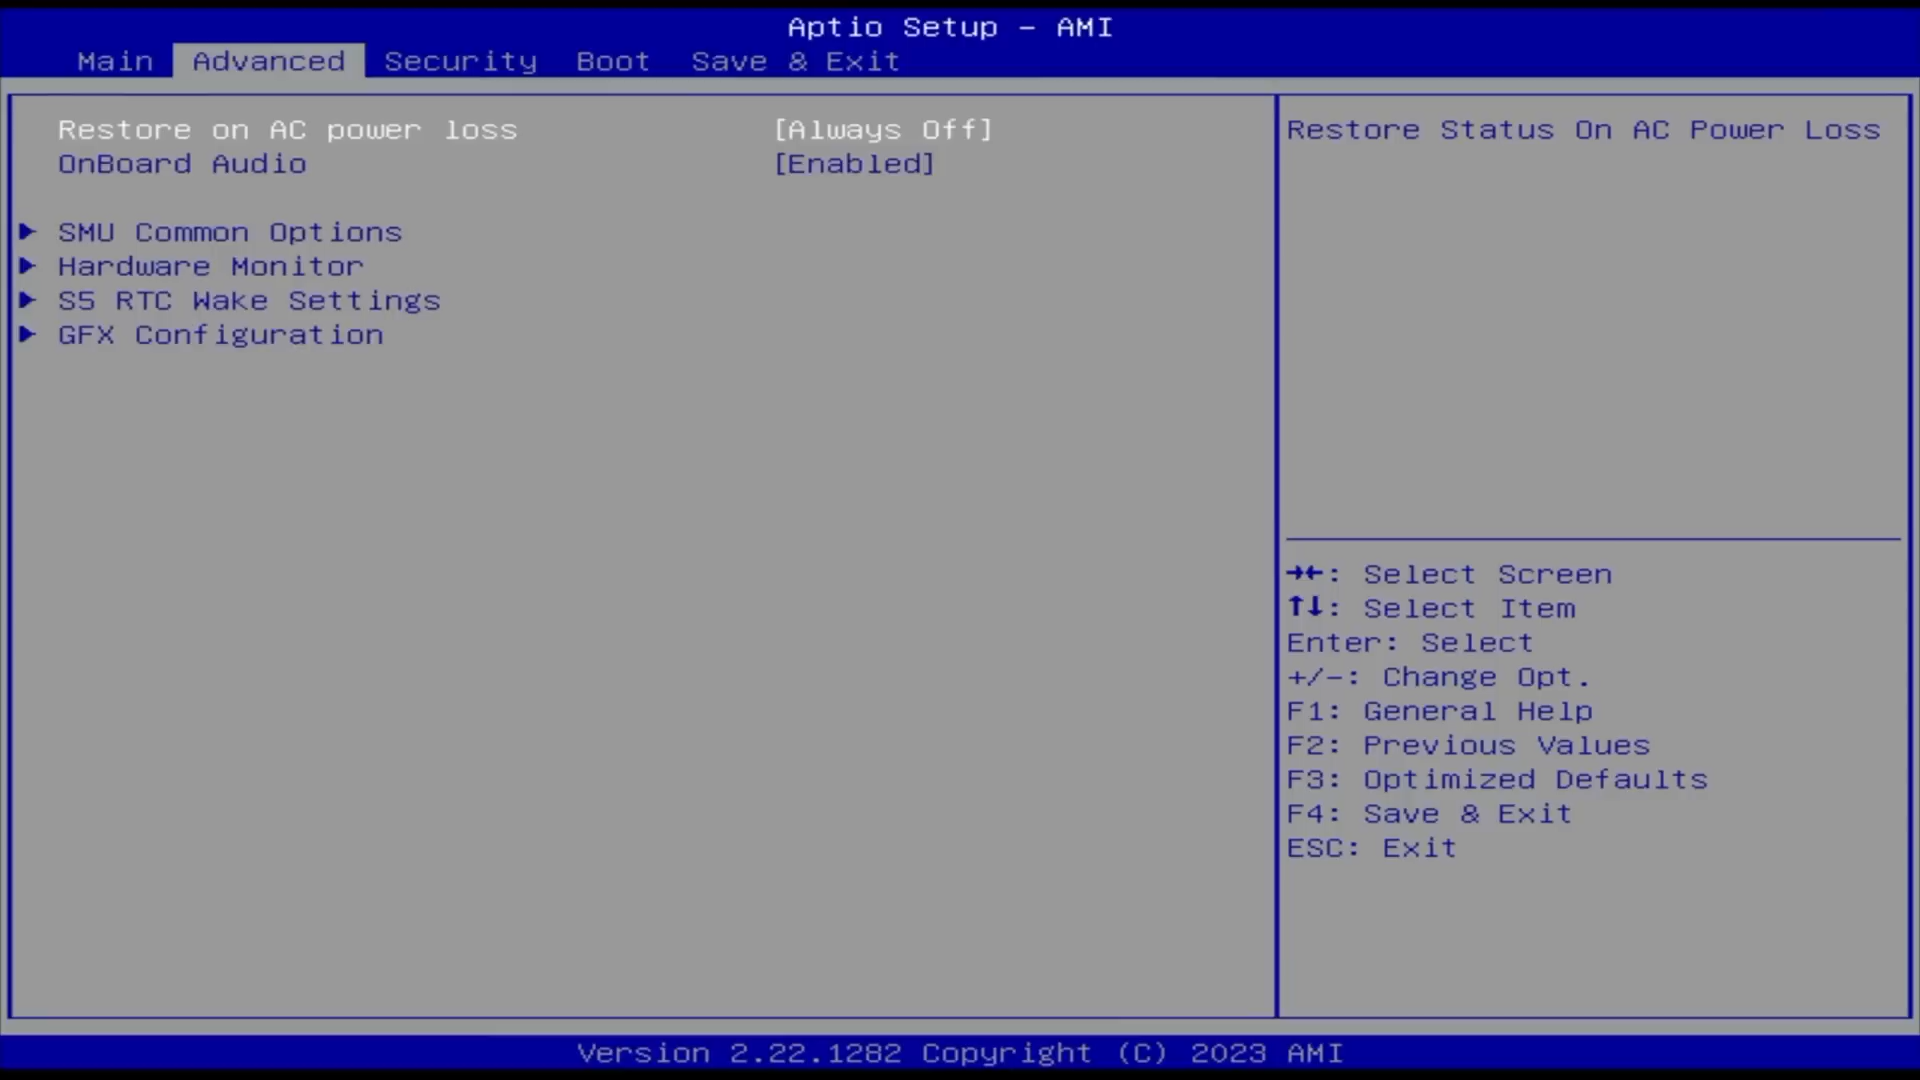 Aptio Setup - AMI
Main Advanced Security Boot Save & Exit
Restore on AC power loss [Always Off]
OnBoard Audio [Enabled]
► SMU Common Options
► Hardware Monitor
► S5 RTC Wake Settings
► GFX Configuration
Restore Status On AC Power Loss
→←: Select Screen
↑↓: Select Item
Enter: Select
+/-: Change Opt.
F1: General Help
F2: Previous Values
F3: Optimized Defaults
F4: Save & Exit
ESC: Exit
Version 2.22.1282 Copyright (C) 2023 AMI